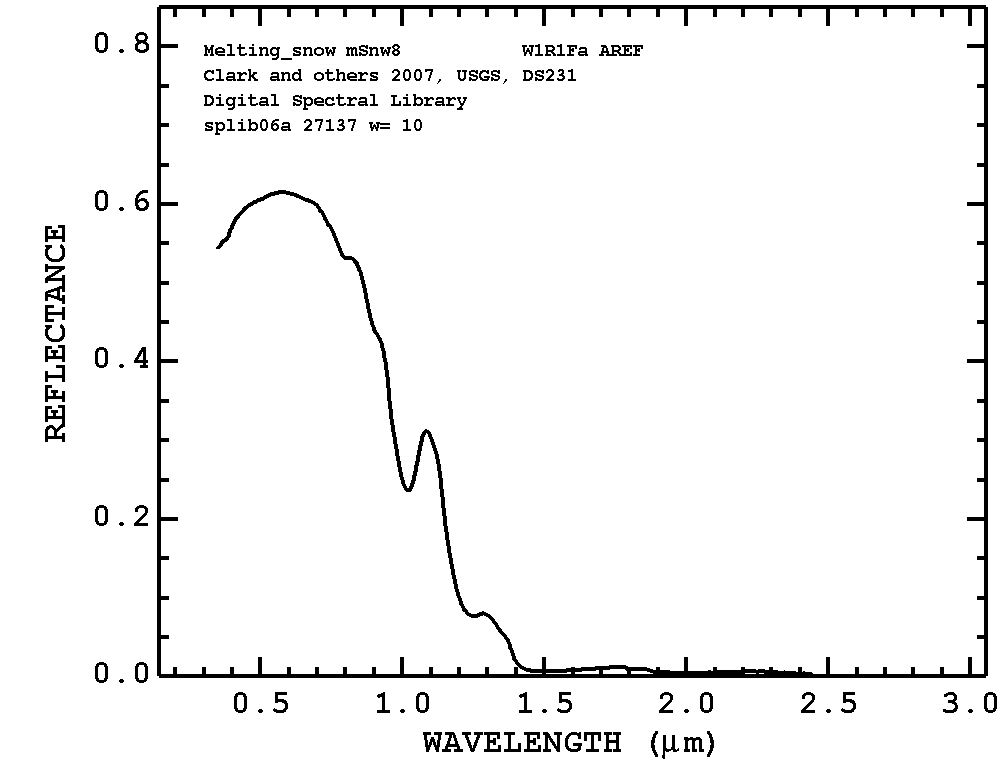 0.8
Melting_snow mSnw8 W1R1Fa AREF
Clark and others 2007, USGS, DS231
Digital Spectral Library
splib06a 27137 w= 10
0.6
REFLECTANCE
0.4
0.2
0.0
0.5 1.0 1.5 2.0 2.5 3.0
WAVELENGTH (μm)